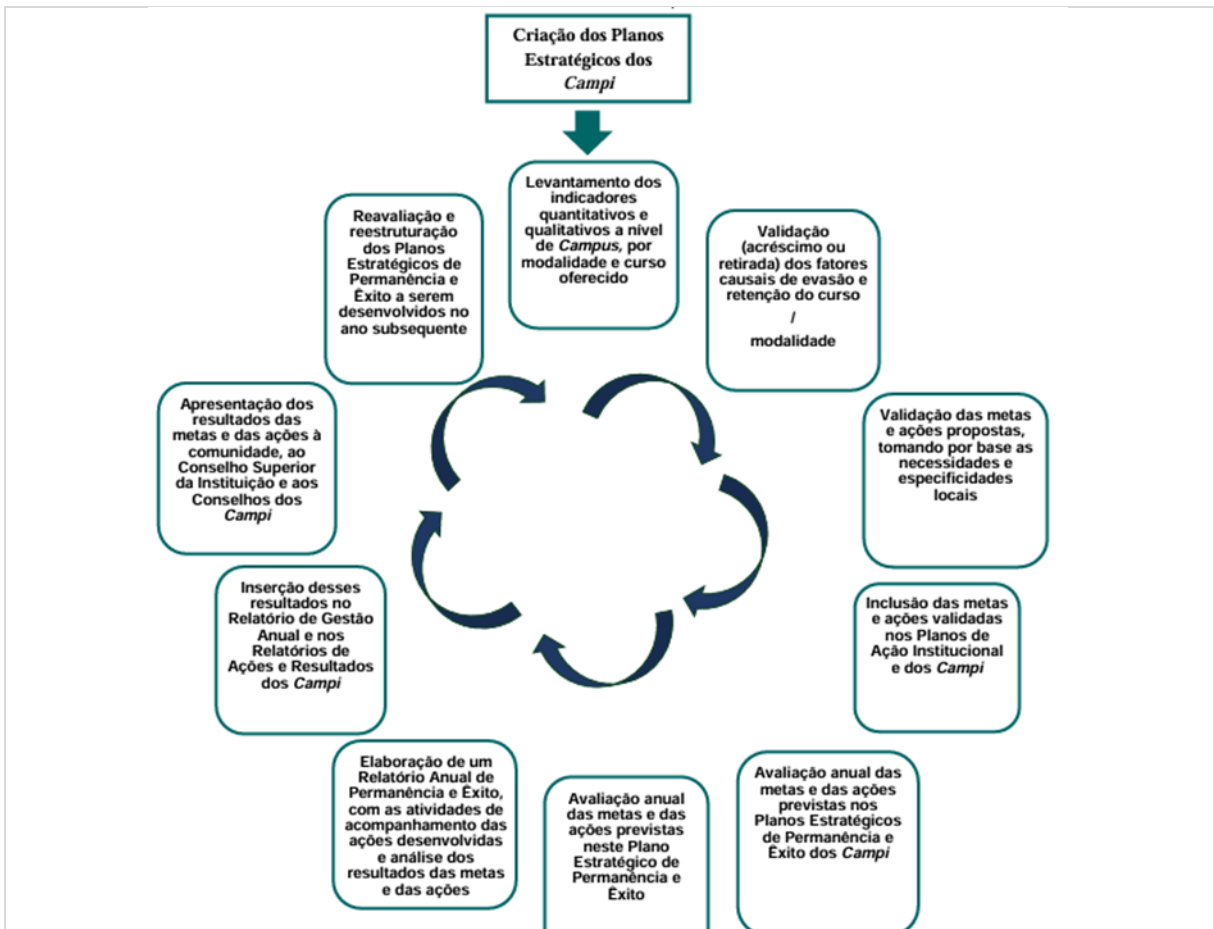 Criação dos Planos
Estratégicos dos
Campi
Levantamento dos
indicadores
quantitativos e
qualitativos a nível
de Campus, por
modalidade e curso
oferecido
Validação
(acréscimo ou
retirada) dos fatores
causais de evasão e
retenção do curso
/
modalidade
Validação das metas
e ações propostas,
tomando por base as
necessidades e
especificidades
locais
Inclusão das metas
e ações validadas
nos Planos de
Ação Institucional
e dos Campi
Avaliação anual das
metas e das ações
previstas nos
Planos Estratégicos
de Permanência e
Êxito dos Campi
Avaliação anual
das metas e das
ações previstas
neste Plano
Estratégico de
Permanência e
Êxito
Elaboração de um
Relatório Anual de
Permanência e Êxito,
com as atividades de
acompanhamento das
ações desenvolvidas
e análise dos
resultados das metas
e das ações
Inserção desses
resultados no
Relatório de Gestão
Anual e nos
Relatórios de
Ações e Resultados
dos Campi
Apresentação dos
resultados das
metas e das ações à
comunidade, ao
Conselho Superior
da Instituição e aos
Conselhos dos
Campi
Reavaliação e
reestruturação
dos Planos
Estratégicos de
Permanência e
Êxito a serem
desenvolvidos no
ano subsequente